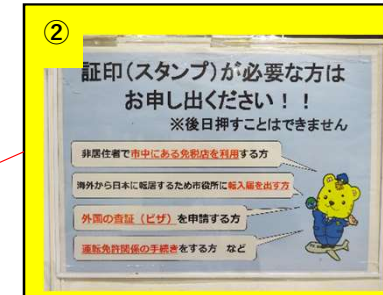 ②
証印(スタンプ)が必要な方は
お申し出ください！！
※後日押すことはできません
非居住者で市中にある免税店を利用する方
海外から日本に転居するため市役所に転入届を出す方
外国の査証（ビザ）を申請する方
運転免許関係の手続きをする方 など